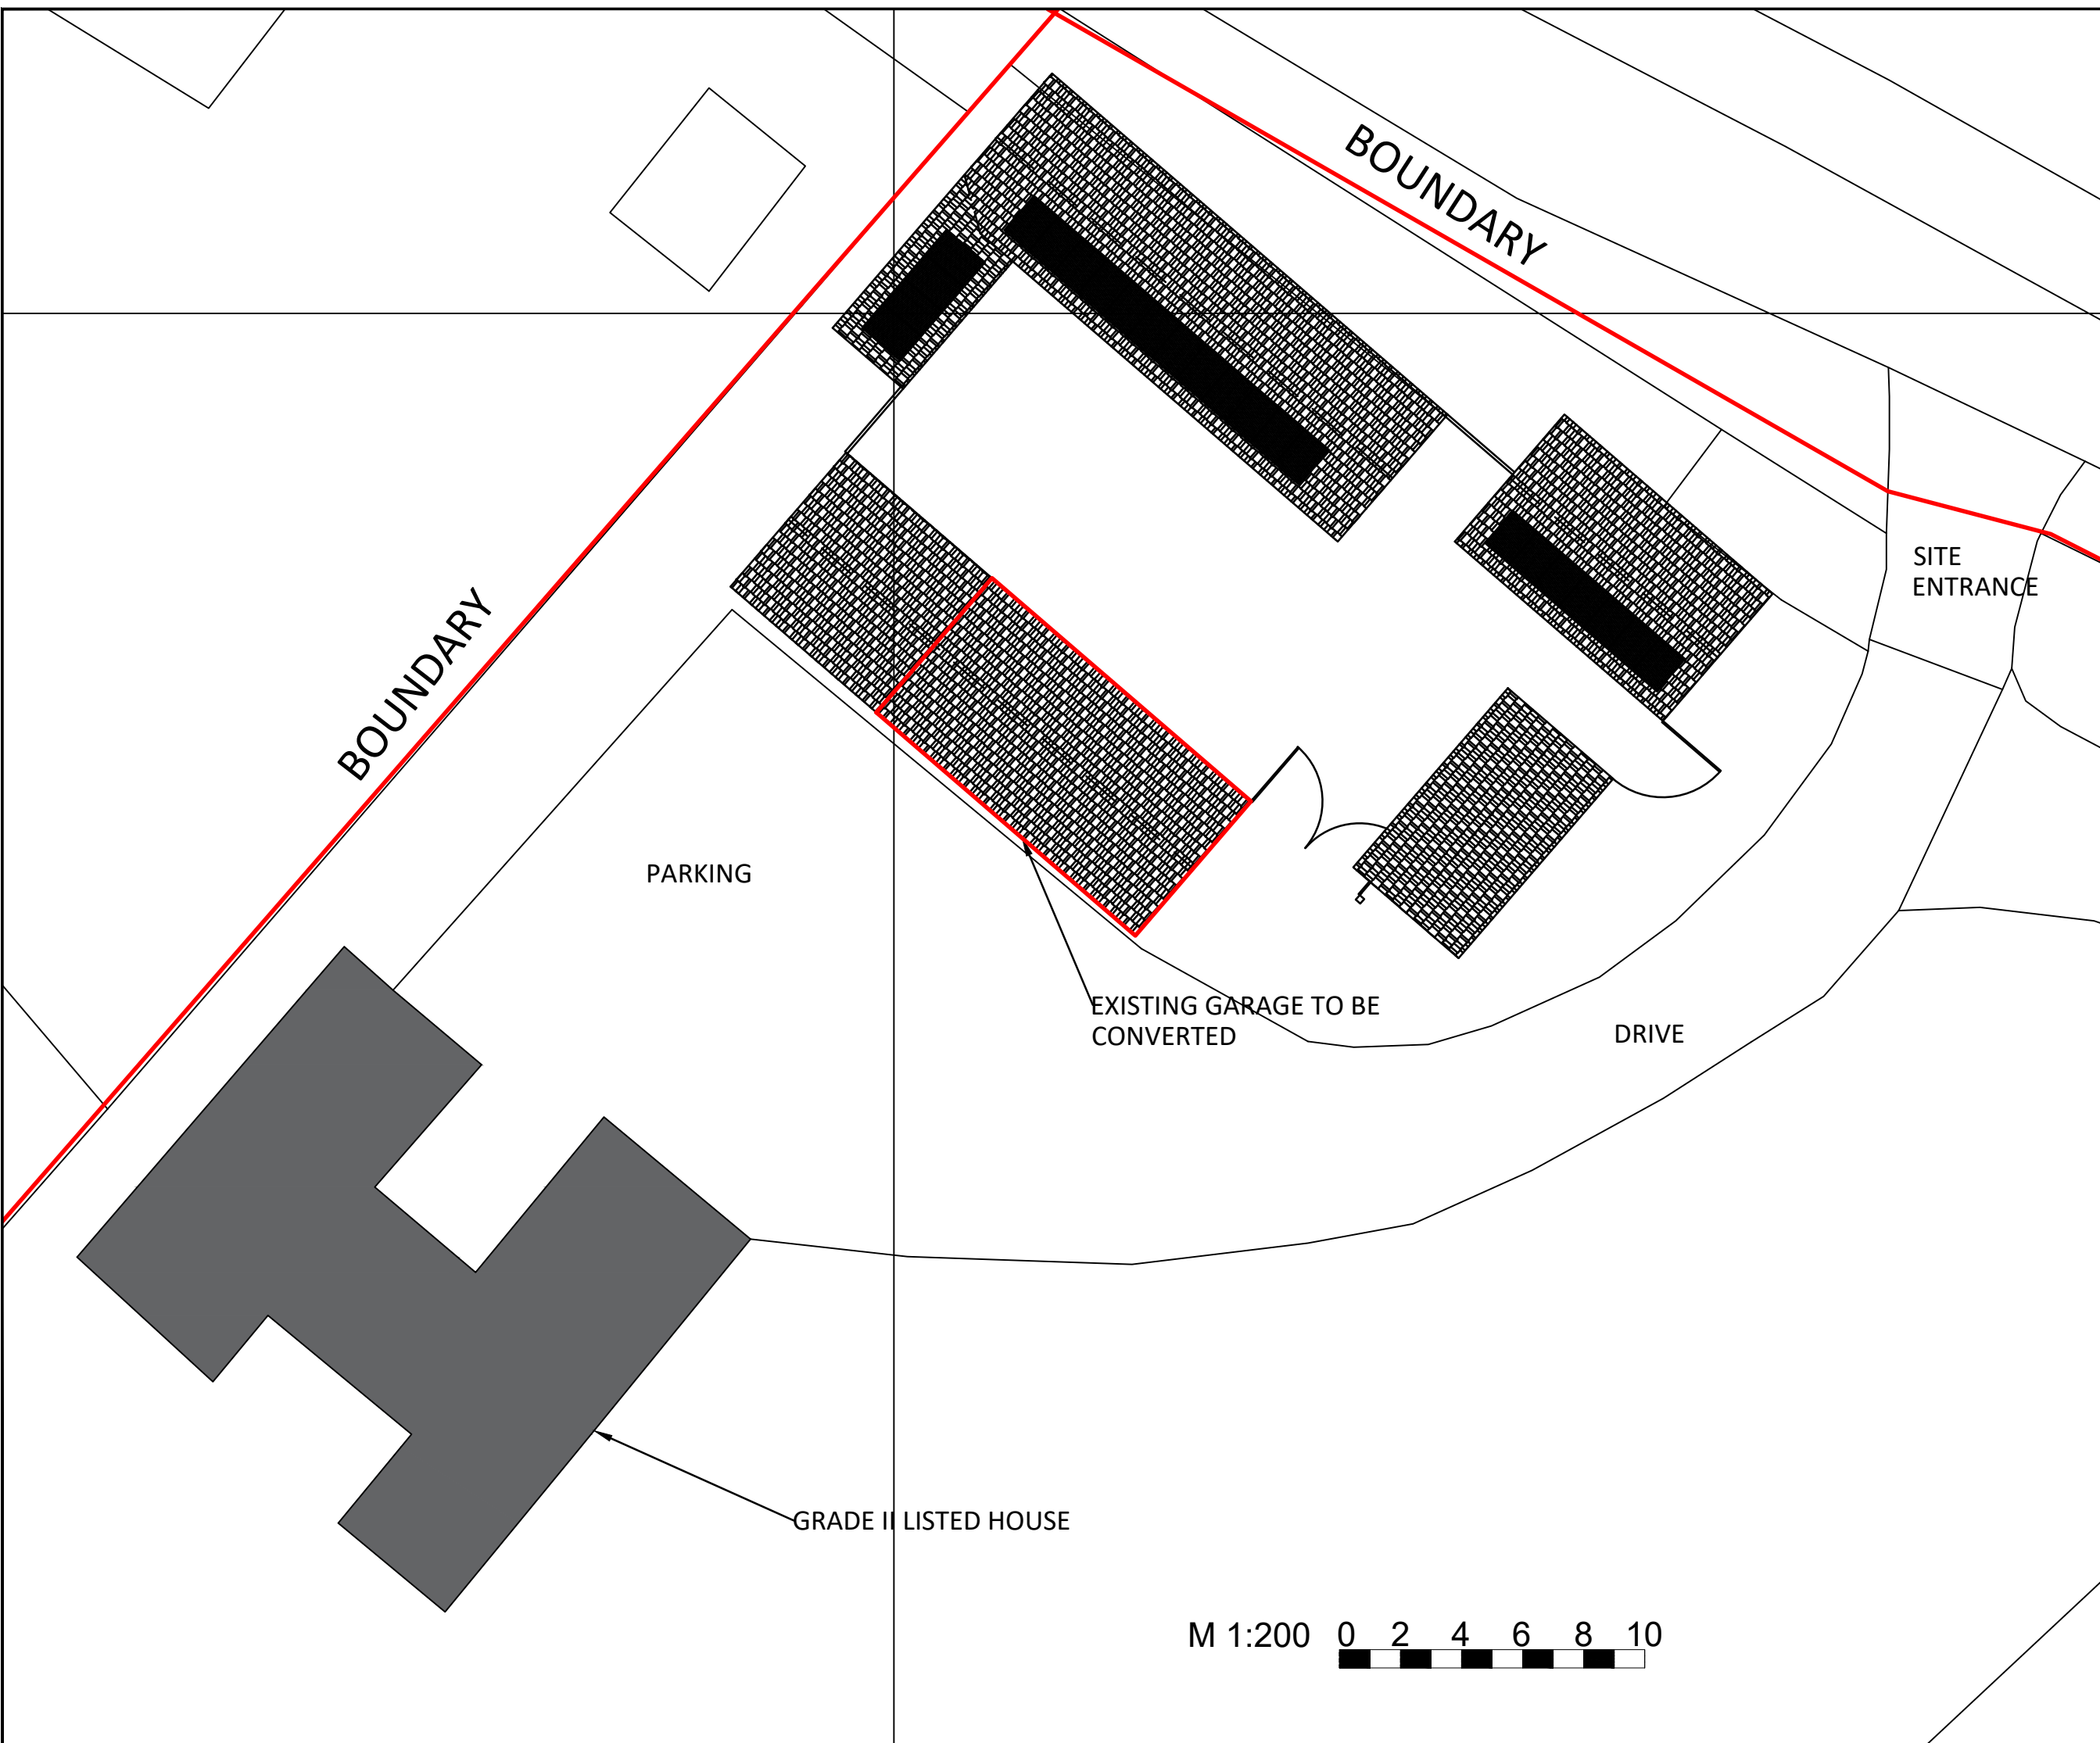 BOUNDARY
SITE
ENTRANCE
BOUNDARY
PARKING
EXISTING GARAGE TO BE
CONVERTED
DRIVE
GRADE II LISTED HOUSE
M 1:200 0 2 4 6 8 10